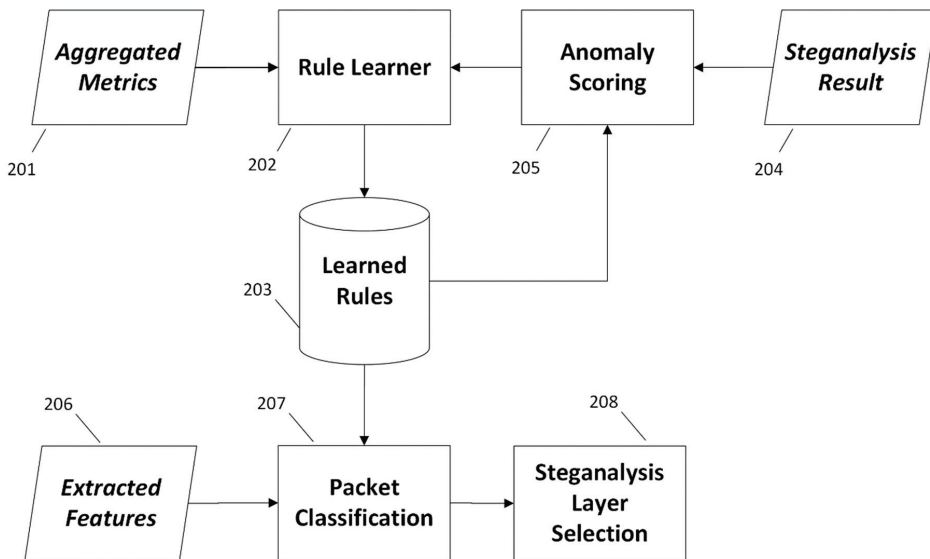 Aggregated
Metrics
Rule Learner
Anomaly
Scoring
Steganalysis
Result
201
202
205
204
Learned
Rules
203
206
207
208
Extracted
Features
Packet
Classification
Steganalysis
Layer
Selection